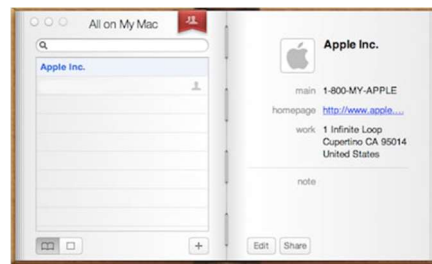 All on My Mac
Apple Inc.
Apple Inc.
main 1-800-MY-APPLE
homepage http://www.apple....
work 1 Infinite Loop
Cupertino CA 95014
United States
note
+
Edit Share